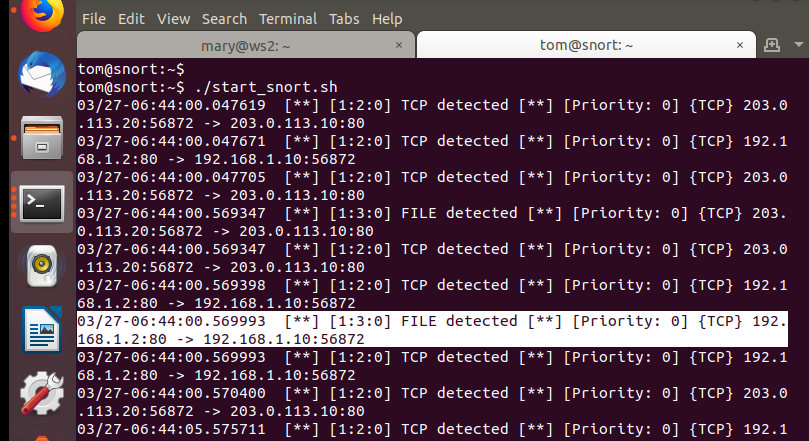 File Edit View Search Terminal Tabs Help
mary@ws2: ~ × tom@snort: ~ ×
tom@snort:~$
tom@snort:~$ ./start_snort.sh
03/27-06:44:00.047619 [**] [1:2:0] TCP detected [**] [Priority: 0] {TCP} 203.0
.113.20:56872 -> 203.0.113.10:80
03/27-06:44:00.047671 [**] [1:2:0] TCP detected [**] [Priority: 0] {TCP} 192.1
68.1.2:80 -> 192.168.1.10:56872
03/27-06:44:00.047705 [**] [1:2:0] TCP detected [**] [Priority: 0] {TCP} 203.0
.113.20:56872 -> 203.0.113.10:80
03/27-06:44:00.569347 [**] [1:3:0] FILE detected [**] [Priority: 0] {TCP} 203.
0.113.20:56872 -> 203.0.113.10:80
03/27-06:44:00.569347 [**] [1:2:0] TCP detected [**] [Priority: 0] {TCP} 203.0
.113.20:56872 -> 203.0.113.10:80
03/27-06:44:00.569398 [**] [1:2:0] TCP detected [**] [Priority: 0] {TCP} 192.1
68.1.2:80 -> 192.168.1.10:56872
03/27-06:44:00.569993 [**] [1:3:0] FILE detected [**] [Priority: 0] {TCP} 192.
168.1.2:80 -> 192.168.1.10:56872
03/27-06:44:00.569993 [**] [1:2:0] TCP detected [**] [Priority: 0] {TCP} 192.1
68.1.2:80 -> 192.168.1.10:56872
03/27-06:44:00.570400 [**] [1:2:0] TCP detected [**] [Priority: 0] {TCP} 203.0
.113.20:56872 -> 203.0.113.10:80
03/27-06:44:05.575711 [**] [1:2:0] TCP detected [**] [Priority: 0] {TCP} 192.1